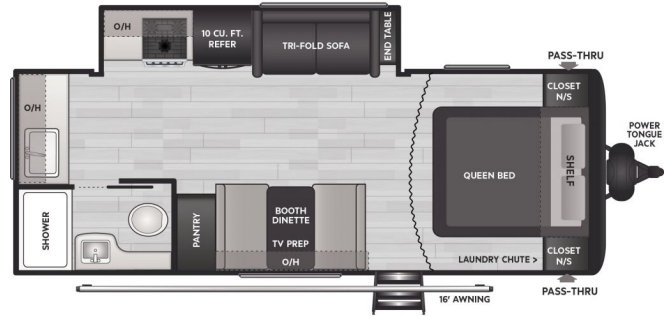 O/H
10 CU. FT.
REFER
TRI-FOLD SOFA
END TABLE
PASS-THRU
O/H
CLOSET
N/S
POWER
TONGUE
JACK
QUEEN BED
SHELF
SHOWER
PANTRY
BOOTH
DINETTE
TV PREP
O/H
LAUNDRY CHUTE >
CLOSET
N/S
16' AWNING
PASS-THRU